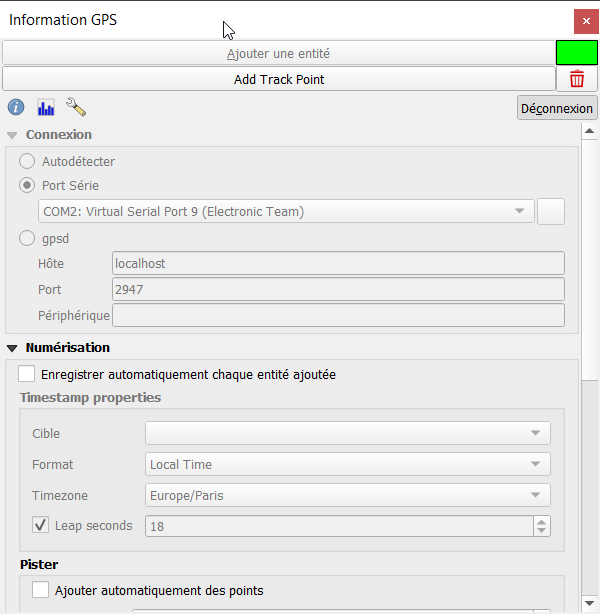 Information GPS
Ajouter une entité
Add Track Point
Déconnexion
Connexion
Autodétecter
Port Série
COM2: Virtual Serial Port 9 (Electronic Team)
gpsd
Hôte localhost
Port 2947
Périphérique
Numérisation
Enregistrer automatiquement chaque entité ajoutée
Timestamp properties
Cible
Format Local Time
Timezone Europe/Paris
Leap seconds 18
Pister
Ajouter automatiquement des points